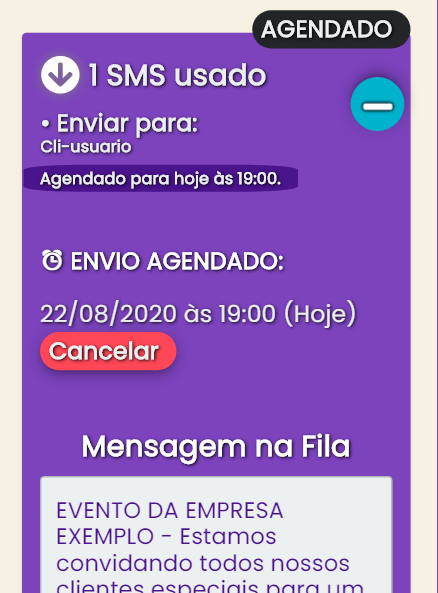 AGENDADO
1 SMS usado
• Enviar para:
Cli-usuario
Agendado para hoje às 19:00.
ENVIO AGENDADO:
22/08/2020 às 19:00 (Hoje)
Cancelar
Mensagem na Fila
EVENTO DA EMPRESA
EXEMPLO - Estamos
convidando todos nossos
clientes especiais para um